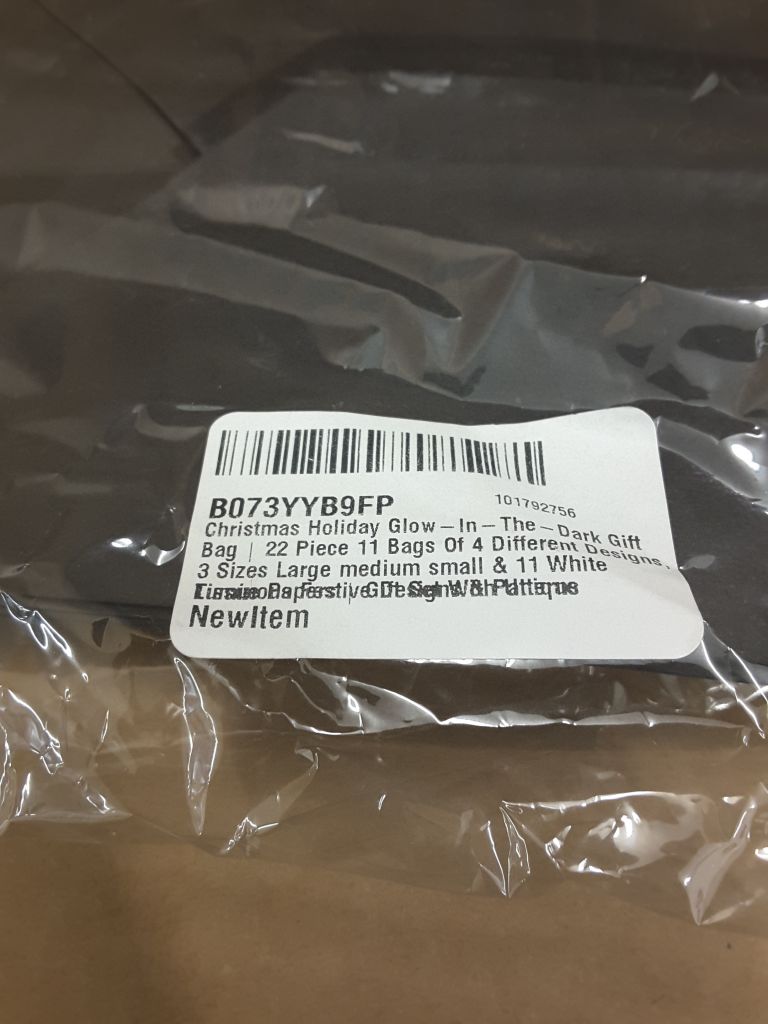 B073YYB9FP
101792756
Christmas Holiday Glow-In-The-Dark Gift
Bag | 22 Piece 11 Bags Of 4 Different Designs,
3 Sizes Large medium small & 11 White
NewItem